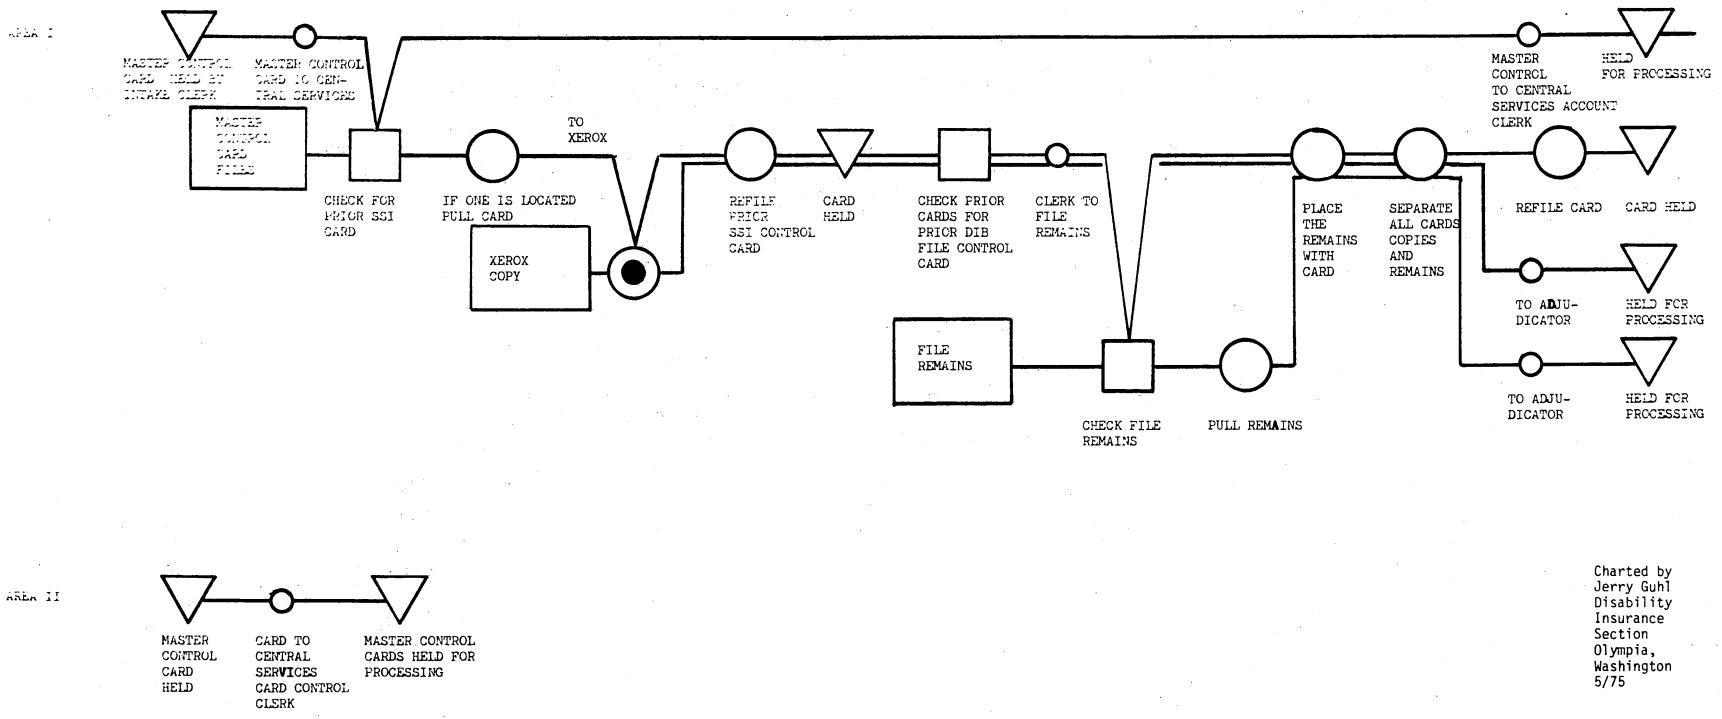 AREA I
MASTER CONTROL
CARD HELD BY
INTAKE CLERK
MASTER CONTROL
CARD TO CEN-
TRAL SERVICES
MASTER
CONTROL
TO CENTRAL
SERVICES ACCOUNT
CLERK
HELD
FOR PROCESSING
MASTER
CONTROL
CARD
FILES
CHECK FOR
PRIOR SSI
CARD
IF ONE IS LOCATED
PULL CARD
TO
XEROX
XEROX
COPY
REFILE
PRIOR
SSI CONTROL
CARD
CARD
HELD
CHECK PRIOR
CARDS FOR
PRIOR DIB
FILE CONTROL
CARD
CLERK TO
FILE
REMAINS
FILE
REMAINS
CHECK FILE
REMAINS
PULL REMAINS
PLACE
THE
REMAINS
WITH
CARD
SEPARATE
ALL CARDS
COPIES
AND
REMAINS
REFILE CARD
CARD HELD
TO ADJU-
DICATOR
HELD FOR
PROCESSING
TO ADJU-
DICATOR
HELD FOR
PROCESSING
AREA II
MASTER
CONTROL
CARD
HELD
CARD TO
CENTRAL
SERVICES
CARD CONTROL
CLERK
MASTER CONTROL
CARDS HELD FOR
PROCESSING
Charted by
Jerry Guhl
Disability
Insurance
Section
Olympia,
Washington
5/75